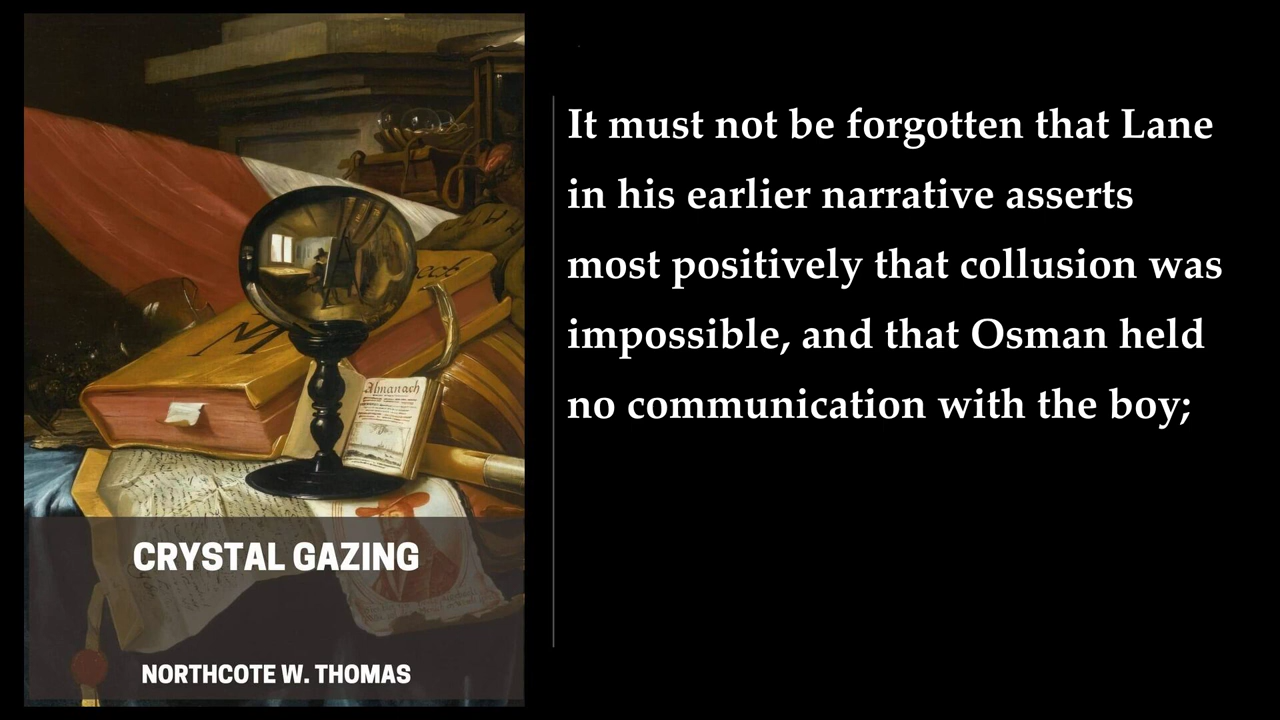 M
Almanach
CRYSTAL GAZING
NORTHCOTE W. THOMAS
It must not be forgotten that Lane
in his earlier narrative asserts
most positively that collusion was
impossible, and that Osman held
no communication with the boy;